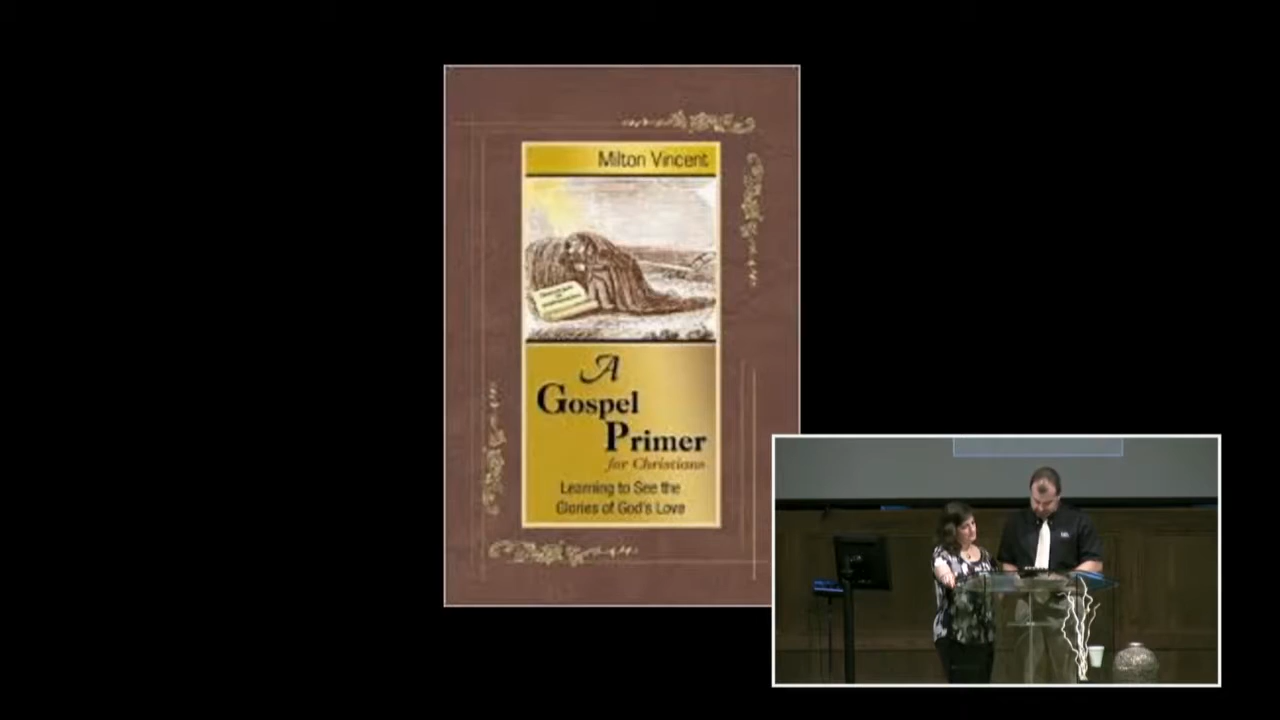 Milton Vincent
A
Gospel
Primer
for Christians
Learning to See the
Glories of God's Love